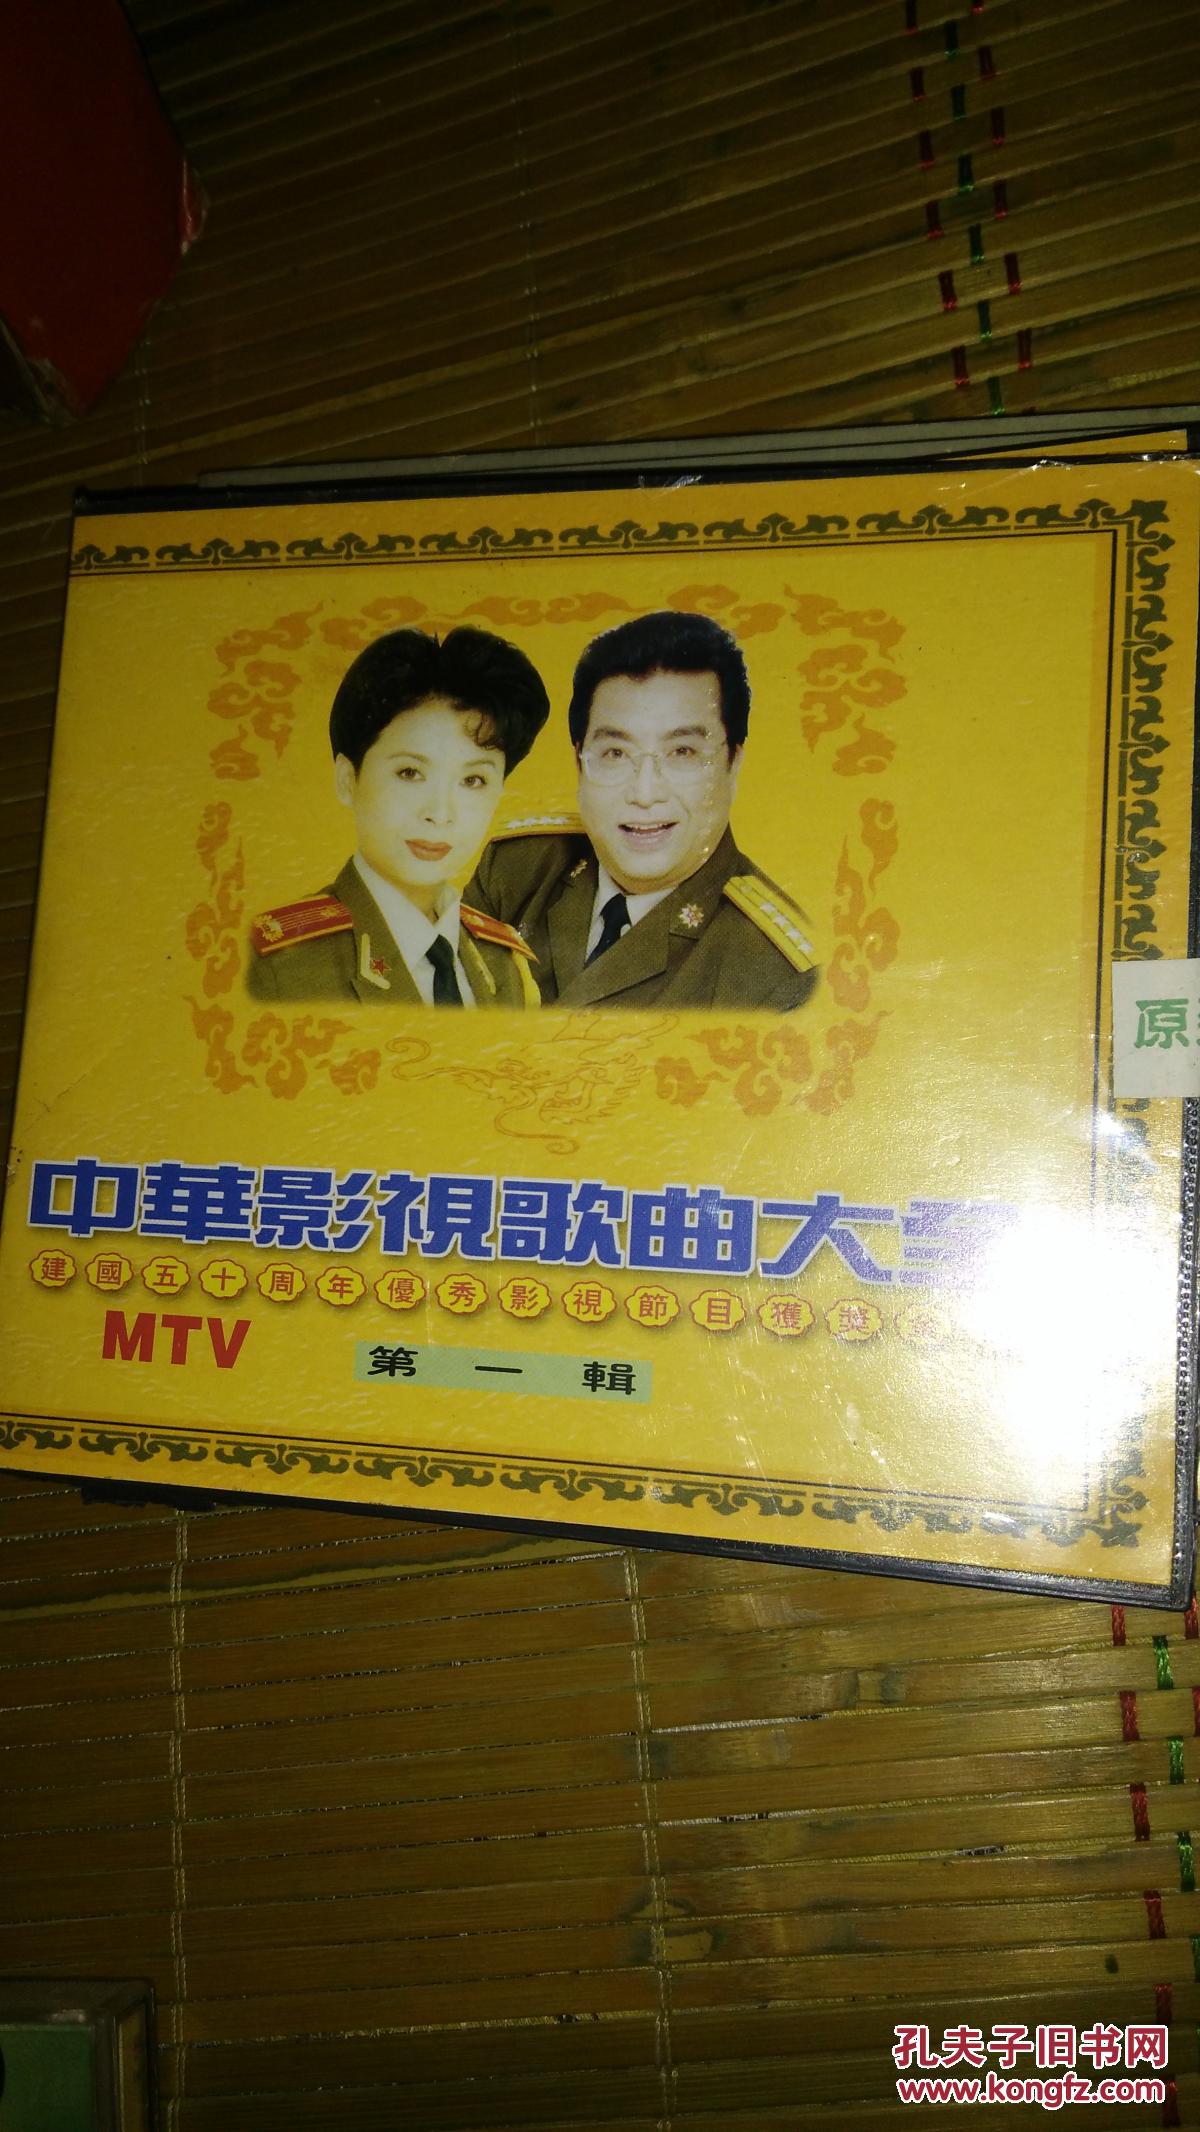 原
中華影視歌曲大
建國五十周年優秀影視節目獲獎
MTV
第一輯
孔夫子旧书网
www.kongfz.com